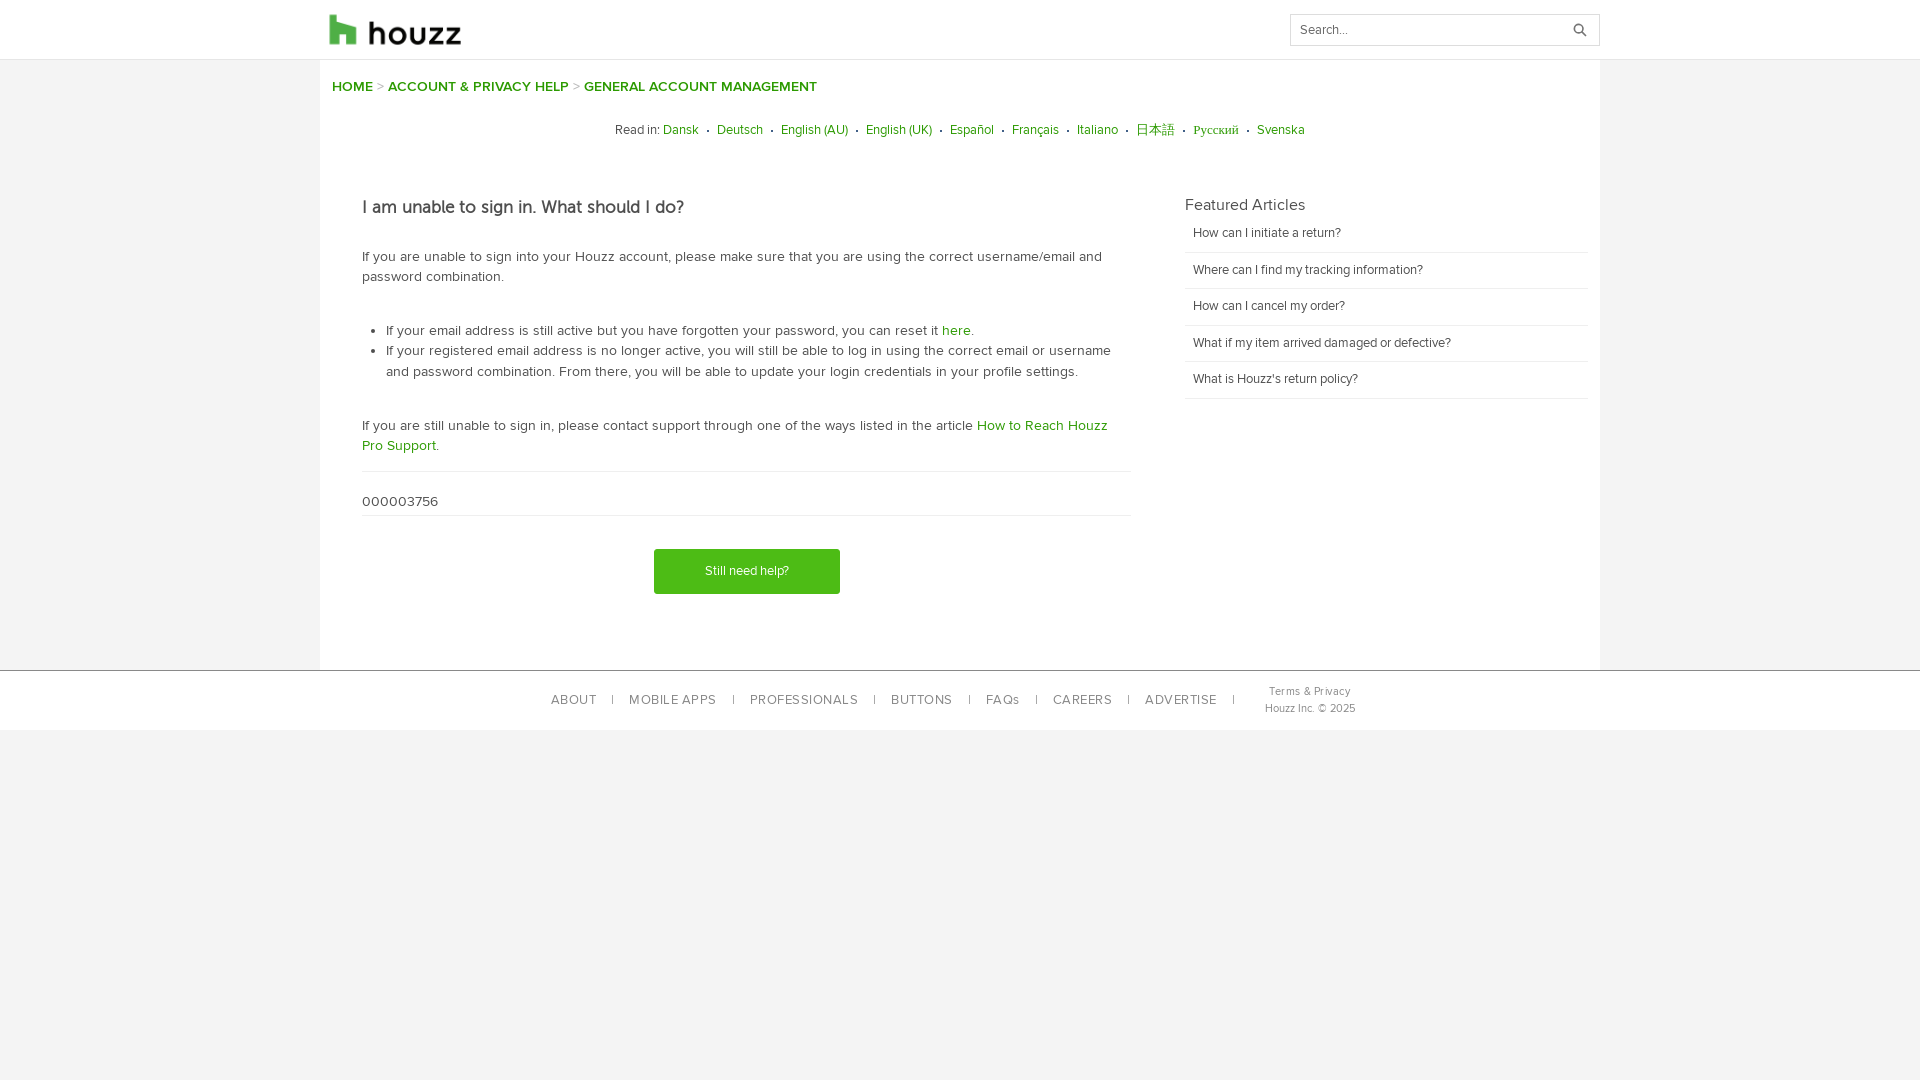 houzz
Search...
HOME > ACCOUNT & PRIVACY HELP > GENERAL ACCOUNT MANAGEMENT
Read in: Dansk • Deutsch • English (AU) • English (UK) • Español • Français • Italiano • 日本語 • Русский • Svenska
I am unable to sign in. What should I do?
If you are unable to sign into your Houzz account, please make sure that you are using the correct username/email and
password combination.
• If your email address is still active but you have forgotten your password, you can reset it here.
• If your registered email address is no longer active, you will still be able to log in using the correct email or username
and password combination. From there, you will be able to update your login credentials in your profile settings.
If you are still unable to sign in, please contact support through one of the ways listed in the article How to Reach Houzz
Pro Support.
000003756
Still need help?
Featured Articles
How can I initiate a return?
Where can I find my tracking information?
How can I cancel my order?
What if my item arrived damaged or defective?
What is Houzz's return policy?
ABOUT | MOBILE APPS | PROFESSIONALS | BUTTONS | FAQs | CAREERS | ADVERTISE |
Terms & Privacy
Houzz Inc. © 2025